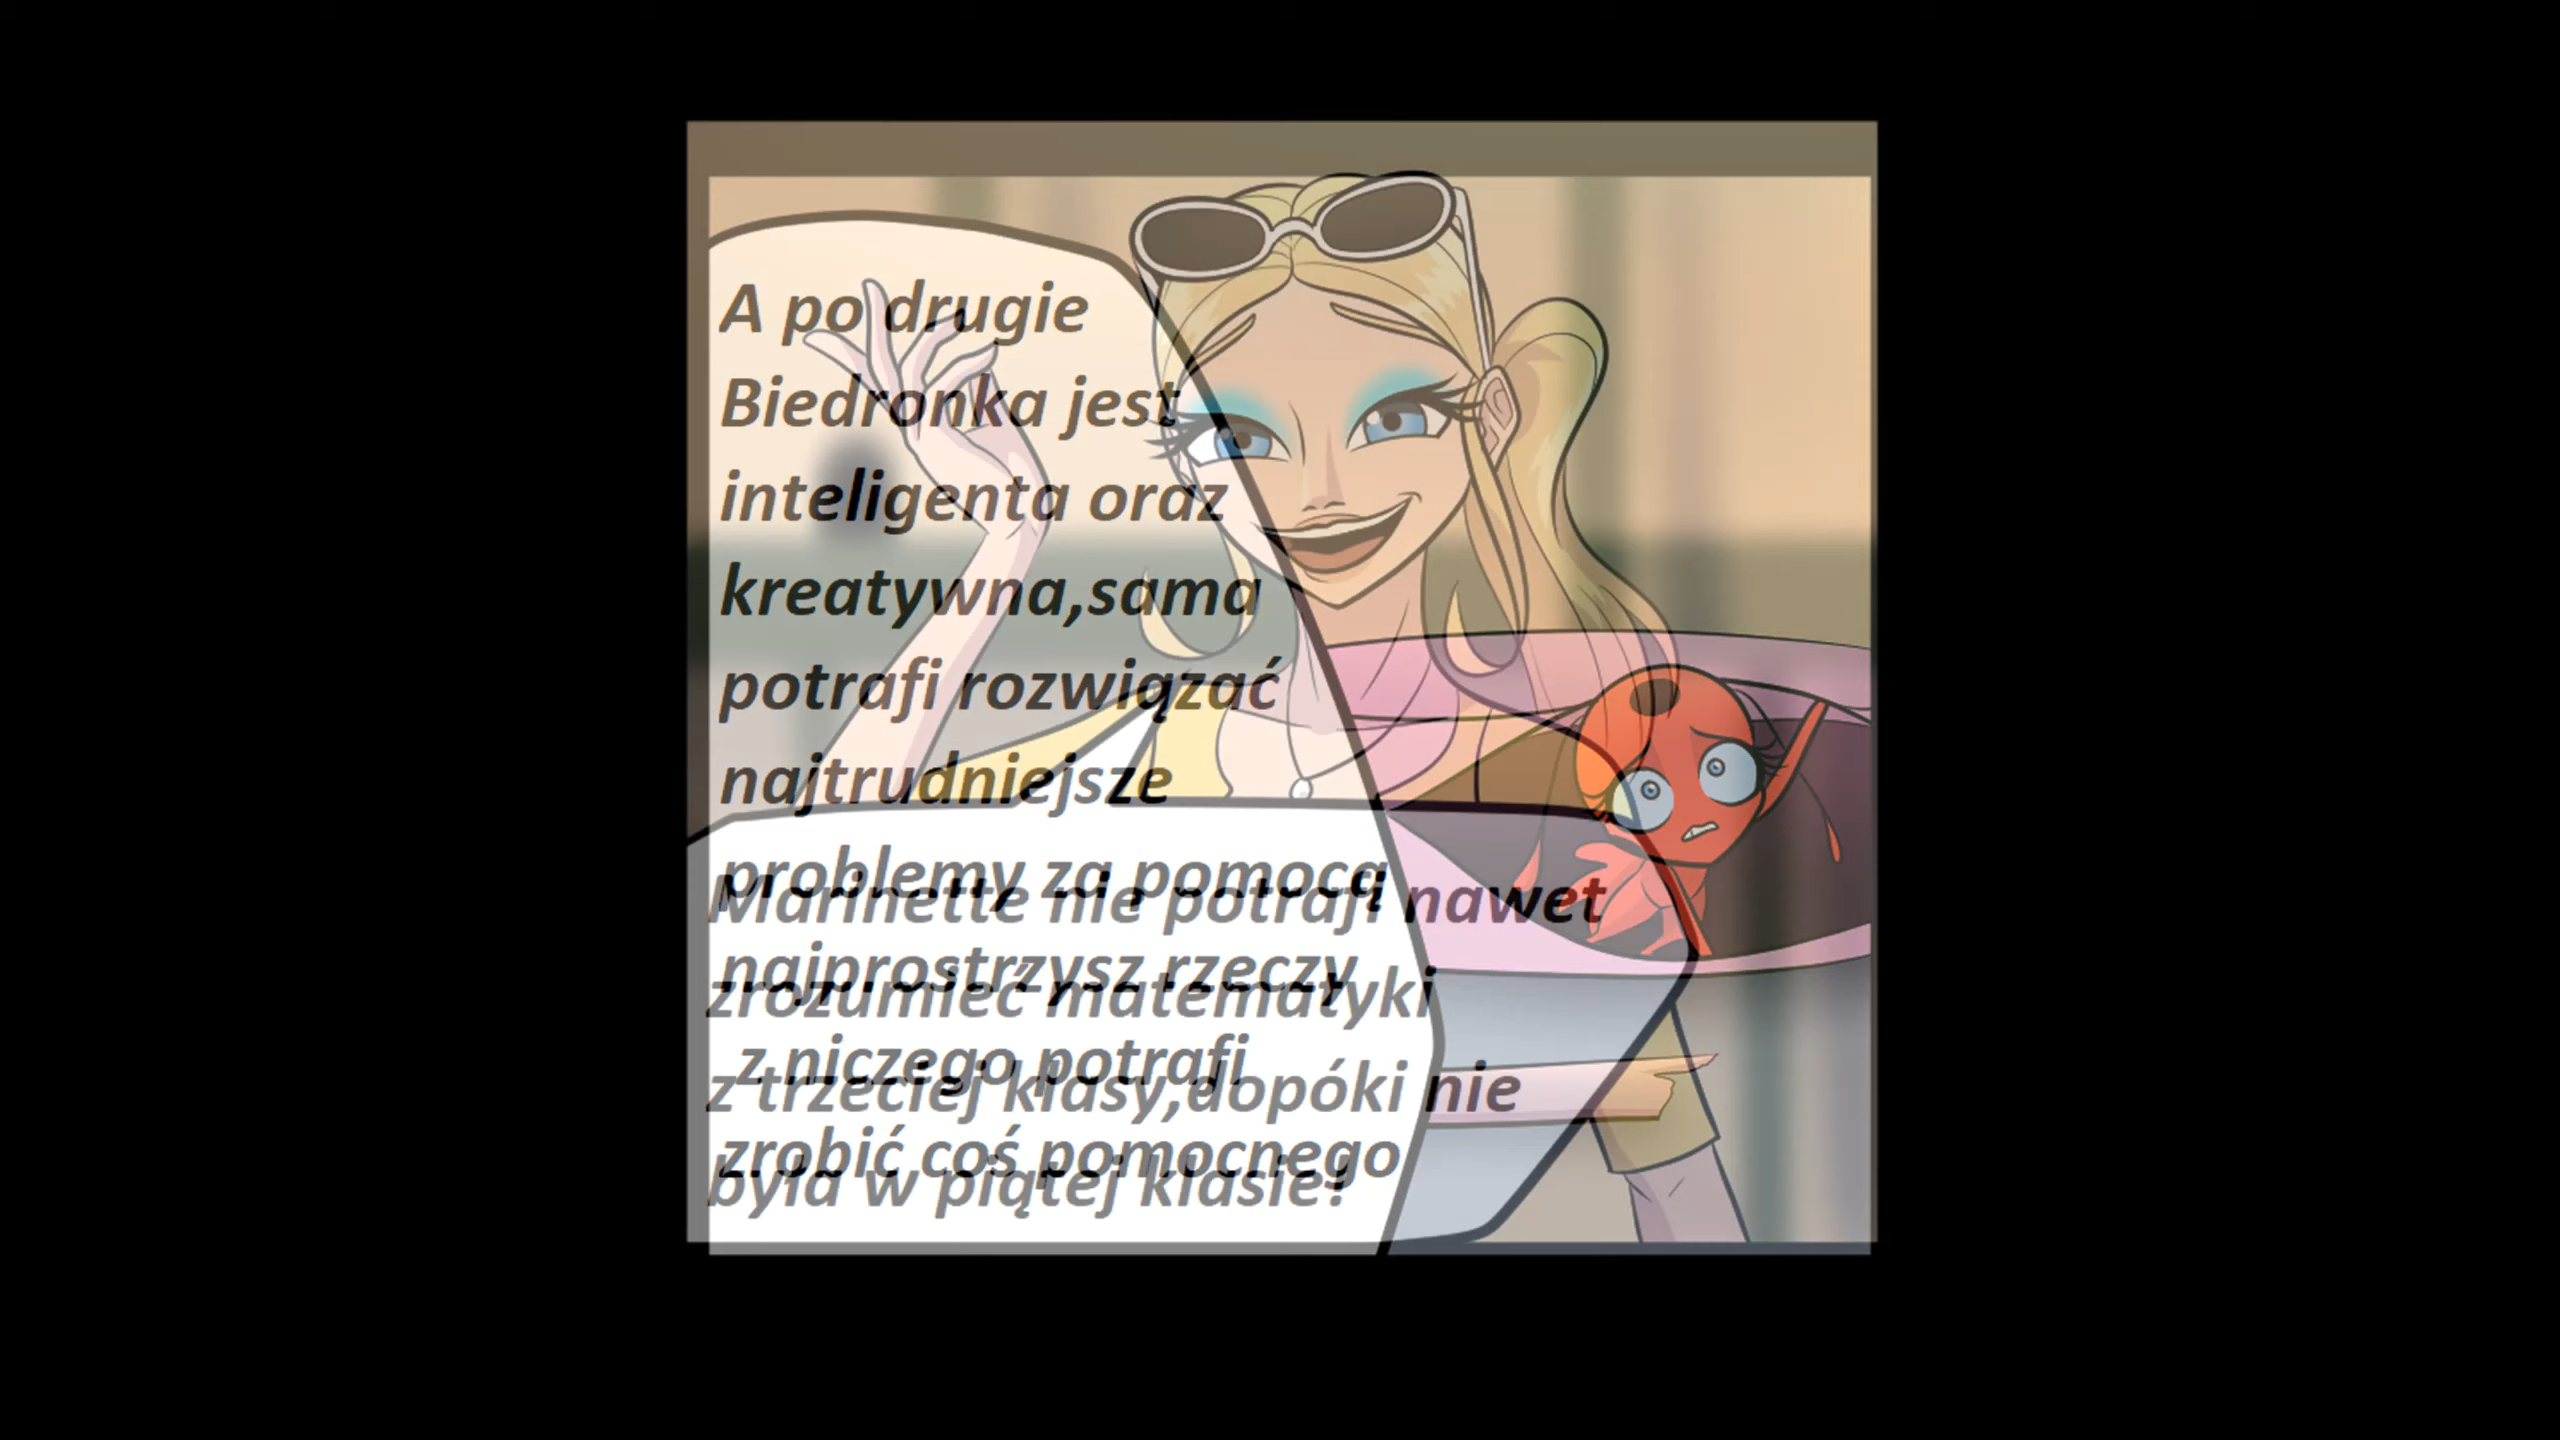 A po drugie
Biedronka jest
inteligenta oraz
kreatywna,sama
potrafi rozwiązać
najtrudniejsze
problemy za pomocą
najprostrzysz rzeczy
z niczego potrafi
zrobić coś pomocnego
Marinette nie potrafi nawet
zrozumieć matematyki
z trzeciej klasy,dopóki nie
była w piątej klasie!